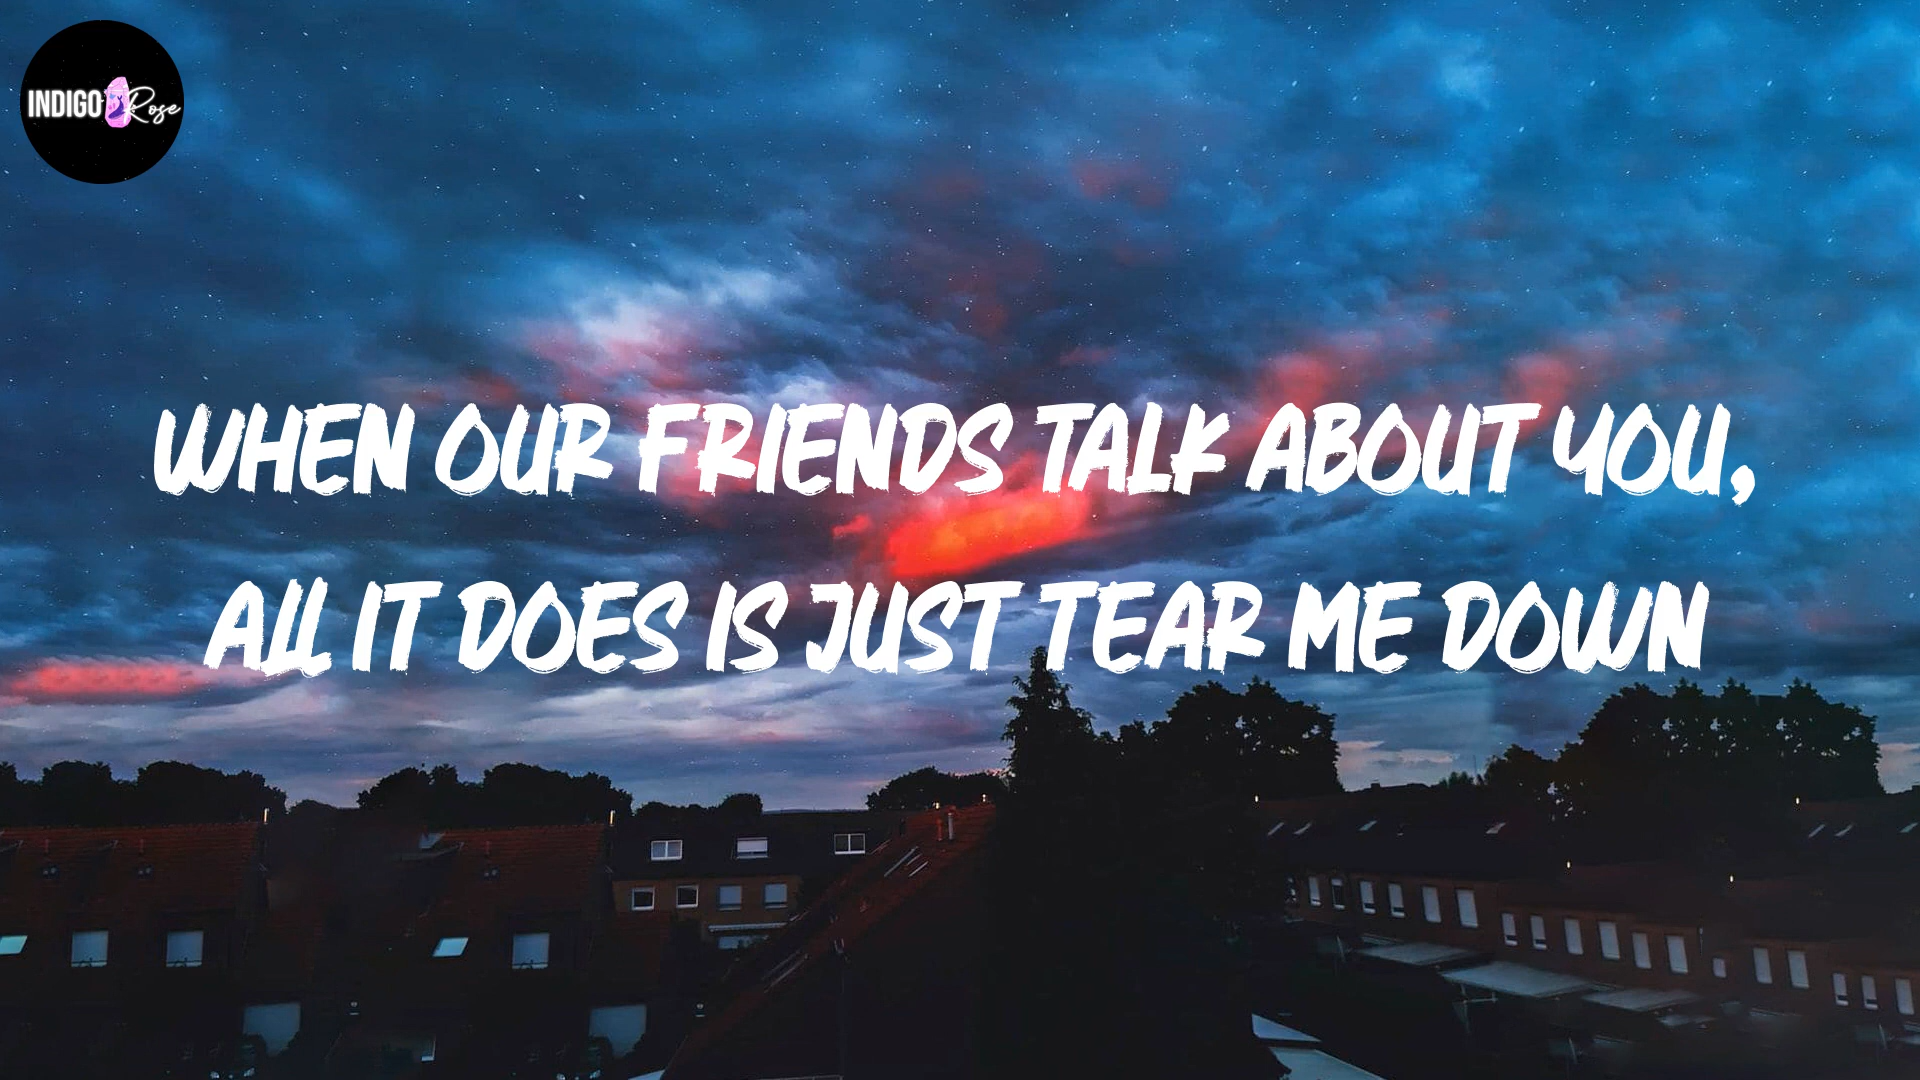 INDIGO Rose
WHEN OUR FRIENDS TALK ABOUT YOU,
ALL IT DOES IS JUST TEAR ME DOWN